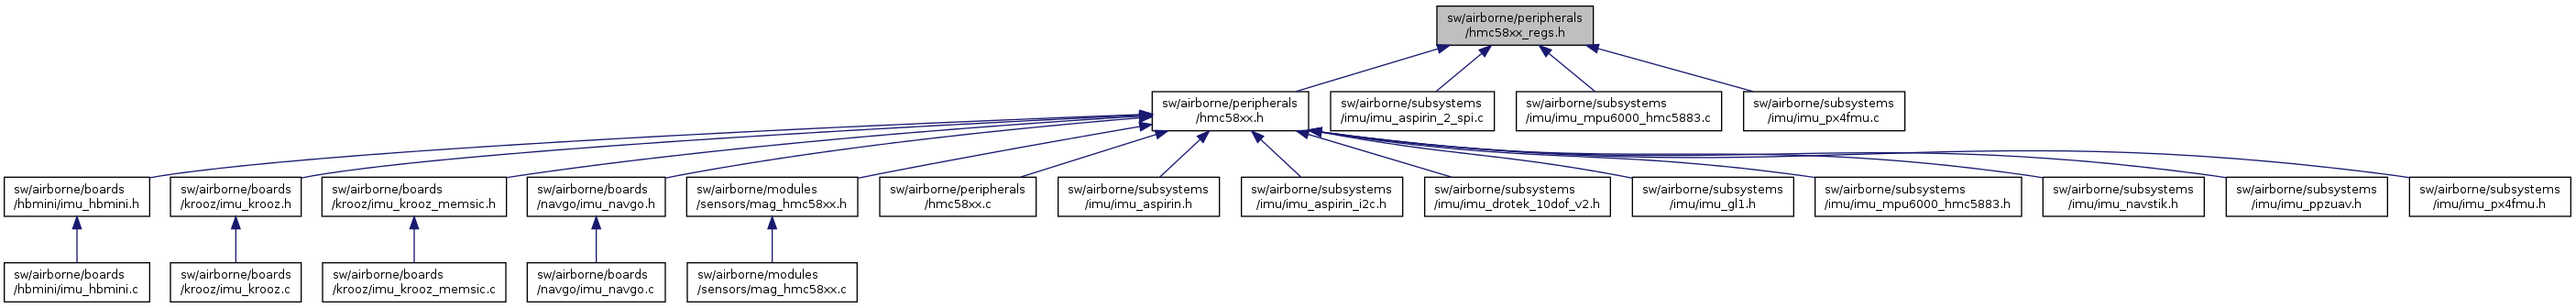 sw/airborne/peripherals
/hmc58xx_regs.h
sw/airborne/peripherals
/hmc58xx.h
sw/airborne/subsystems
/imu/imu_aspirin_2_spi.c
sw/airborne/subsystems
/imu/imu_mpu6000_hmc5883.c
sw/airborne/subsystems
/imu/imu_px4fmu.c
sw/airborne/boards
/hbmini/imu_hbmini.h
sw/airborne/boards
/krooz/imu_krooz.h
sw/airborne/boards
/krooz/imu_krooz_memsic.h
sw/airborne/boards
/navgo/imu_navgo.h
sw/airborne/modules
/sensors/mag_hmc58xx.h
sw/airborne/peripherals
/hmc58xx.c
sw/airborne/subsystems
/imu/imu_aspirin.h
sw/airborne/subsystems
/imu/imu_aspirin_i2c.h
sw/airborne/subsystems
/imu/imu_drotek_10dof_v2.h
sw/airborne/subsystems
/imu/imu_gl1.h
sw/airborne/subsystems
/imu/imu_mpu6000_hmc5883.h
sw/airborne/subsystems
/imu/imu_navstik.h
sw/airborne/subsystems
/imu/imu_ppzuav.h
sw/airborne/subsystems
/imu/imu_px4fmu.h
sw/airborne/boards
/hbmini/imu_hbmini.c
sw/airborne/boards
/krooz/imu_krooz.c
sw/airborne/boards
/krooz/imu_krooz_memsic.c
sw/airborne/boards
/navgo/imu_navgo.c
sw/airborne/modules
/sensors/mag_hmc58xx.c